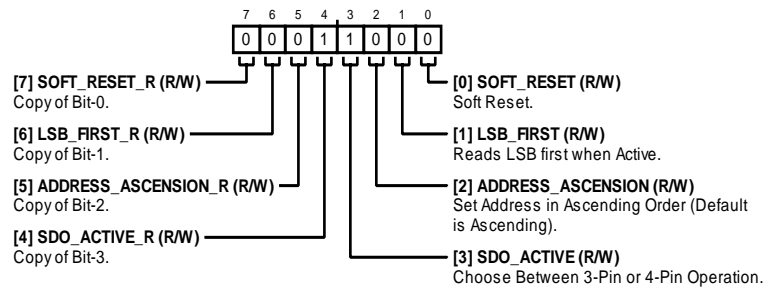 7 6 5 4 3 2 1 0
0 0 0 1 1 0 0 0
[7] SOFT_RESET_R (R/W)
Copy of Bit-0.
[6] LSB_FIRST_R (R/W)
Copy of Bit-1.
[5] ADDRESS_ASCENSION_R (R/W)
Copy of Bit-2.
[4] SDO_ACTIVE_R (R/W)
Copy of Bit-3.
[0] SOFT_RESET (R/W)
Soft Reset.
[1] LSB_FIRST (R/W)
Reads LSB first when Active.
[2] ADDRESS_ASCENSION (R/W)
Set Address in Ascending Order (Default
is Ascending).
[3] SDO_ACTIVE (R/W)
Choose Between 3-Pin or 4-Pin Operation.